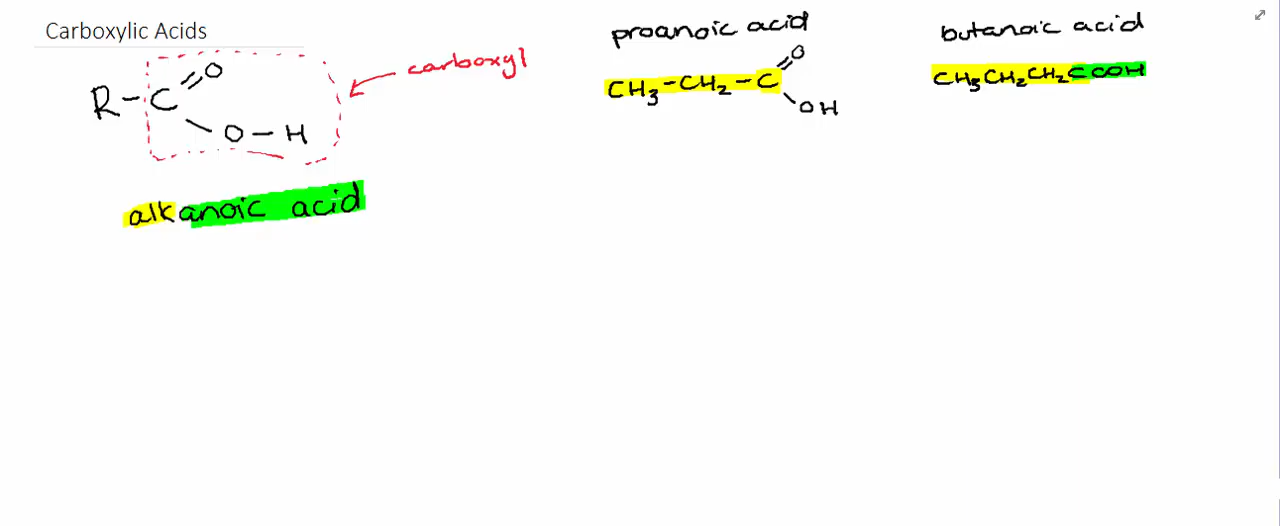 Carboxylic Acids
O
R-C
O-H
carboxyl
alkanoic acid
proanoic acid
O
CH₃-CH₂-C
OH
butanoic acid
CH₃CH₂CH₂COOH